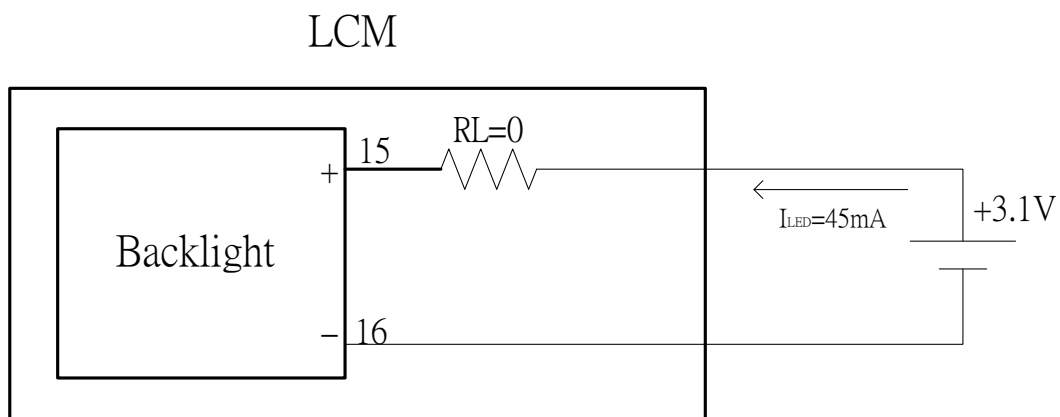 LCM
15
RL=0
+
+3.1V
ILED=45mA
Backlight
−
16